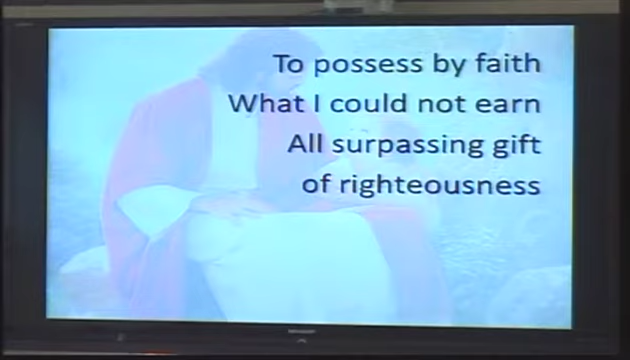 To possess by faith
What I could not earn
All surpassing gift
of righteousness